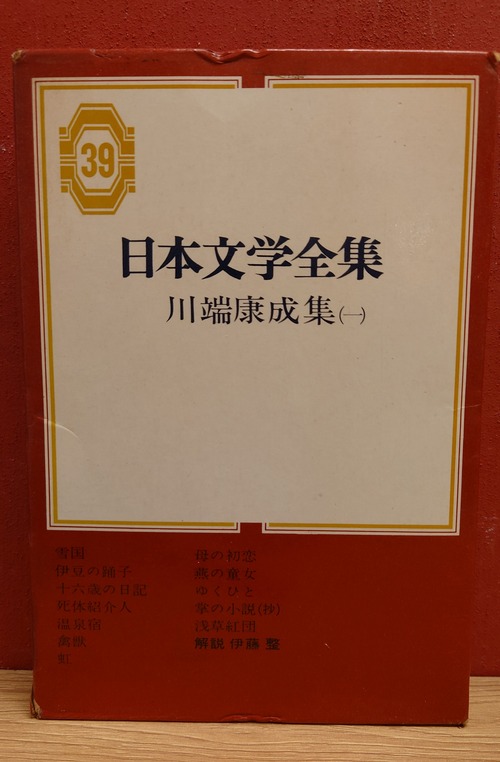 39
日本文学全集
川端康成集(一)
雪国
伊豆の踊子
十六歳の日記
死体紹介人
温泉宿
禽獣
虹
母の初恋
燕の童女
ゆくひと
掌の小説(抄)
浅草紅団
解説 伊藤 整